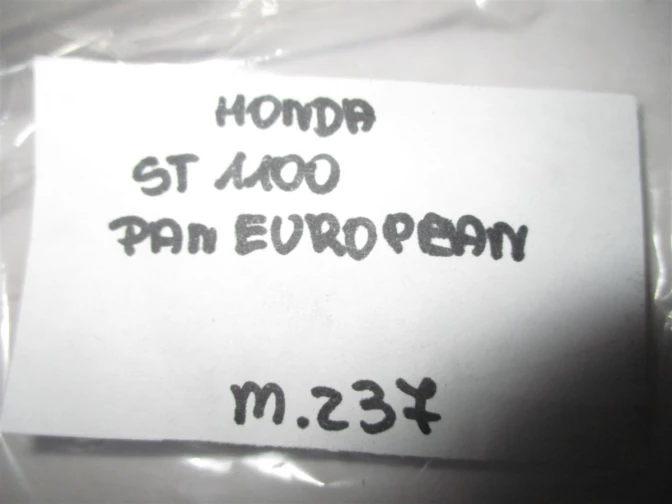 HONDA
ST 1100
PAN EUROPEAN
m.237